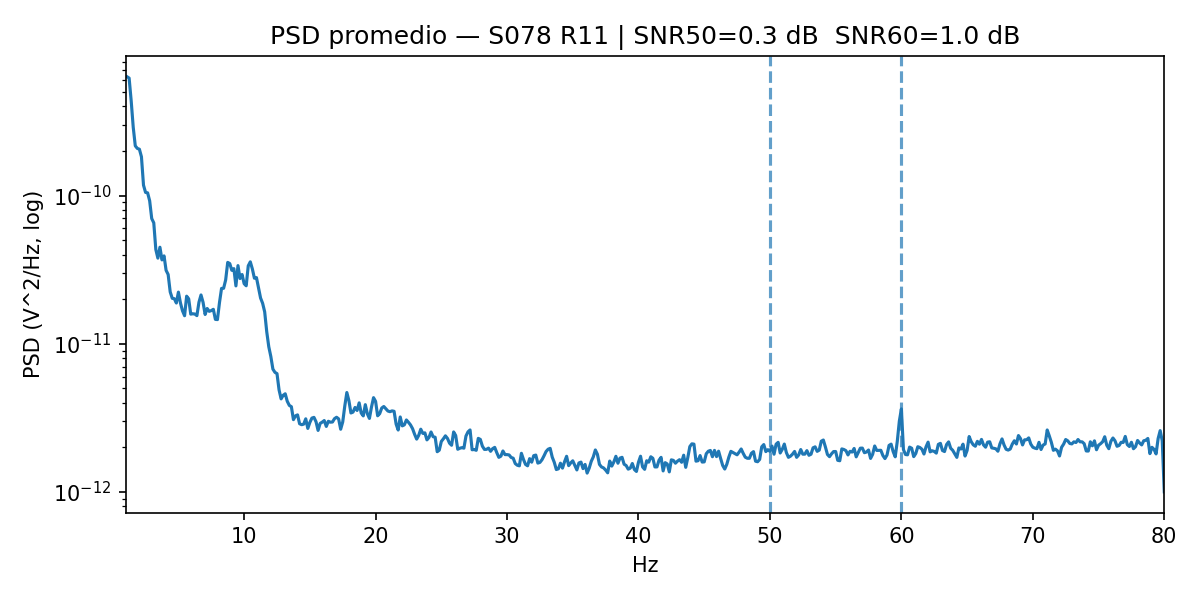 PSD promedio — S078 R11 | SNR50=0.3 dB  SNR60=1.0 dB
PSD (V^2/Hz, log)
10⁻¹⁰
10⁻¹¹
10⁻¹²
10 20 30 40 50 60 70 80
Hz